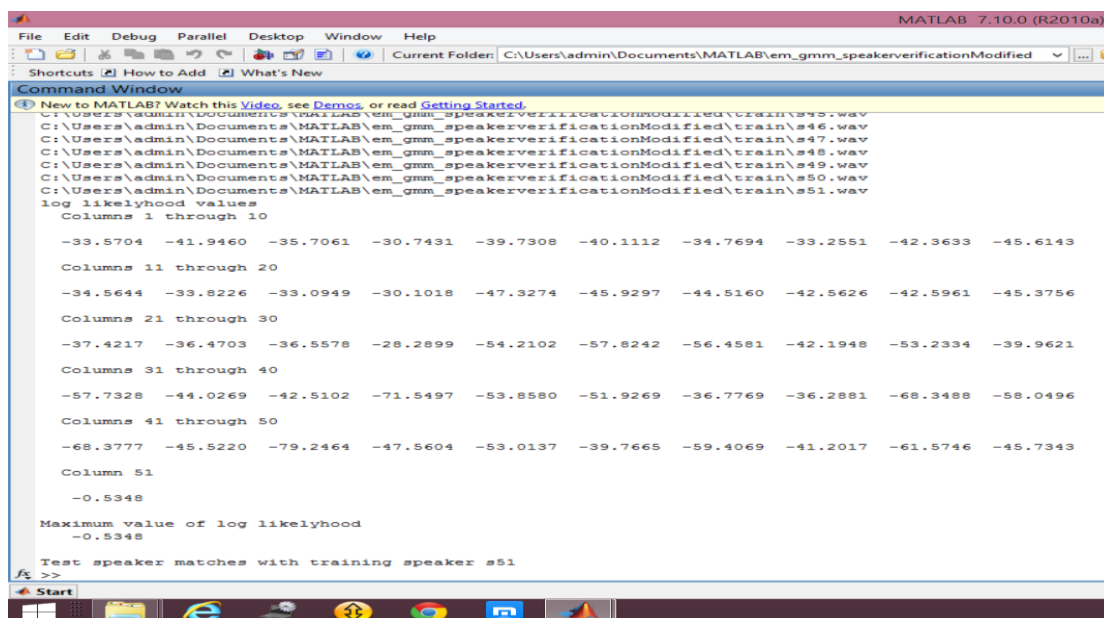 MATLAB 7.10.0 (R2010a)
File Edit Debug Parallel Desktop Window Help
Current Folder: C:\Users\admin\Documents\MATLAB\em_gmm_speakerverificationModified
Shortcuts How to Add What's New
Command Window
New to MATLAB? Watch this Video, see Demos, or read Getting Started.
C:\Users\admin\Documents\MATLAB\em_gmm_speakerverificationModified\train\s45.wav
C:\Users\admin\Documents\MATLAB\em_gmm_speakerverificationModified\train\s46.wav
C:\Users\admin\Documents\MATLAB\em_gmm_speakerverificationModified\train\s47.wav
C:\Users\admin\Documents\MATLAB\em_gmm_speakerverificationModified\train\s48.wav
C:\Users\admin\Documents\MATLAB\em_gmm_speakerverificationModified\train\s49.wav
C:\Users\admin\Documents\MATLAB\em_gmm_speakerverificationModified\train\s50.wav
C:\Users\admin\Documents\MATLAB\em_gmm_speakerverificationModified\train\s51.wav
log likelyhood values
Columns 1 through 10
-33.5704 -41.9460 -35.7061 -30.7431 -39.7308 -40.1112 -34.7694 -33.2551 -42.3633 -45.6143
Columns 11 through 20
-34.5644 -33.8226 -33.0949 -30.1018 -47.3274 -45.9297 -44.5160 -42.5626 -42.5961 -45.3756
Columns 21 through 30
-37.4217 -36.4703 -36.5578 -28.2899 -54.2102 -57.8242 -56.4581 -42.1948 -53.2334 -39.9621
Columns 31 through 40
-57.7328 -44.0269 -42.5102 -71.5497 -53.8580 -51.9269 -36.7769 -36.2881 -68.3488 -58.0496
Columns 41 through 50
-68.3777 -45.5220 -79.2464 -47.5604 -53.0137 -39.7665 -59.4069 -41.2017 -61.5746 -45.7343
Column 51
-0.5348
Maximum value of log likelyhood
-0.5348
Test speaker matches with training speaker s51
fx >>
Start